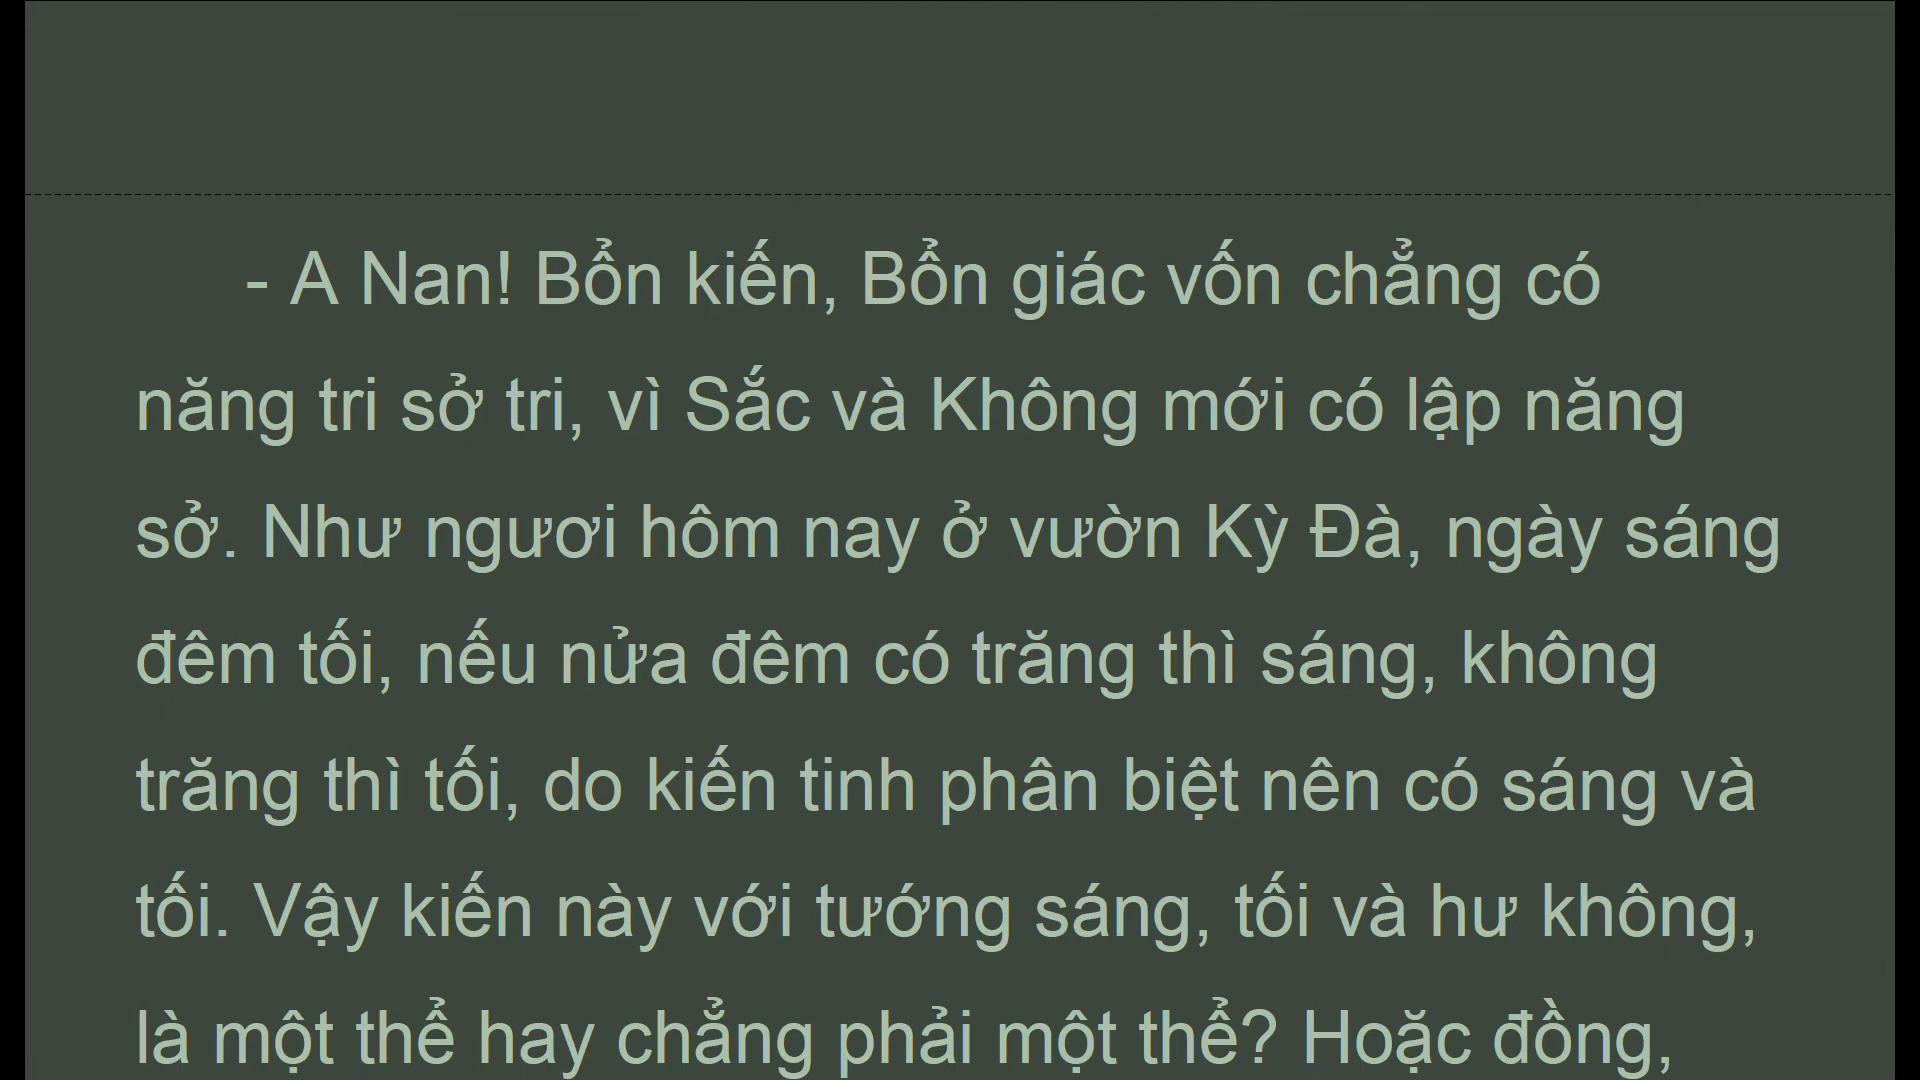 - A Nan! Bổn kiến, Bổn giác vốn chẳng có
năng tri sở tri, vì Sắc và Không mới có lập năng
sở. Như ngươi hôm nay ở vườn Kỳ Đà, ngày sáng
đêm tối, nếu nửa đêm có trăng thì sáng, không
trăng thì tối, do kiến tinh phân biệt nên có sáng và
tối. Vậy kiến này với tướng sáng, tối và hư không,
là một thể hay chẳng phải một thể? Hoặc đồng,